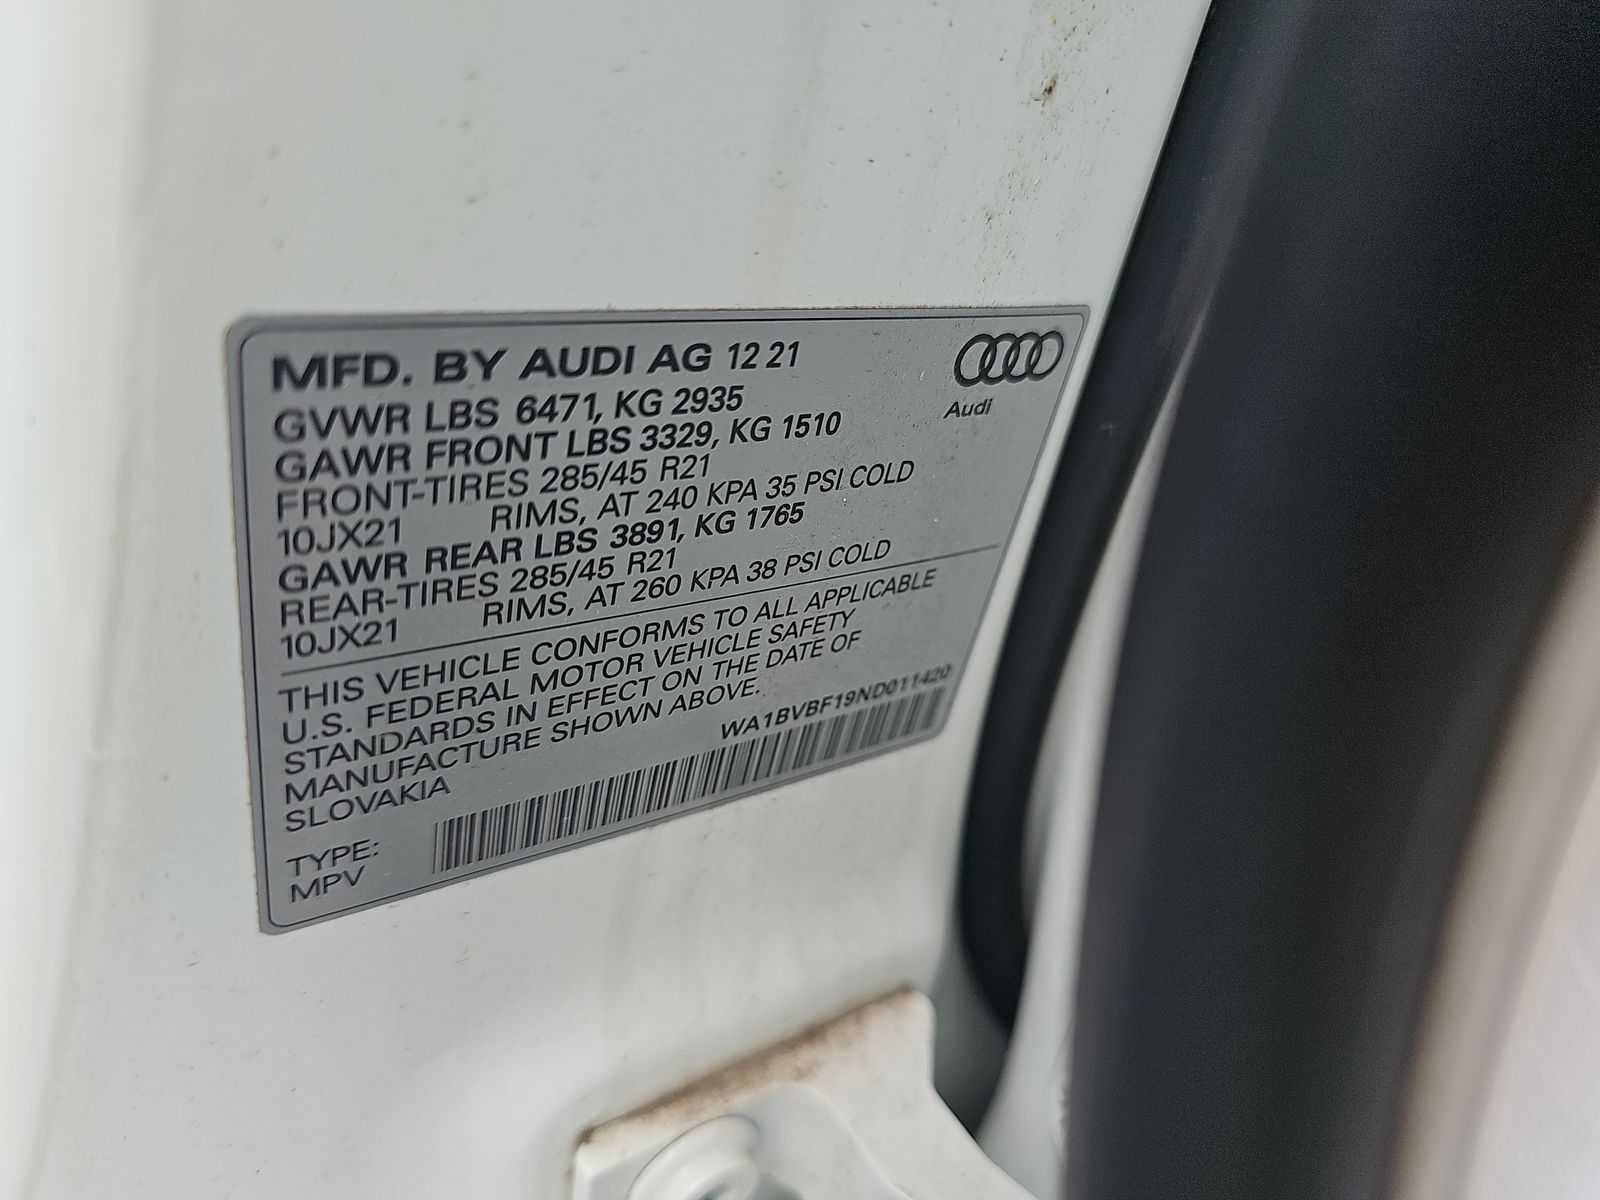 MFD. BY AUDI AG 12 21
Audi
GVWR LBS 6471, KG 2935
GAWR FRONT LBS 3329, KG 1510
FRONT-TIRES 285/45 R21
10JX21 RIMS, AT 240 KPA 35 PSI COLD
GAWR REAR LBS 3891, KG 1765
REAR-TIRES 285/45 R21
10JX21 RIMS, AT 260 KPA 38 PSI COLD
THIS VEHICLE CONFORMS TO ALL APPLICABLE
U.S. FEDERAL MOTOR VEHICLE SAFETY
STANDARDS IN EFFECT ON THE DATE OF
MANUFACTURE SHOWN ABOVE.
SLOVAKIA
WA1BVBF19ND011420
TYPE:
MPV